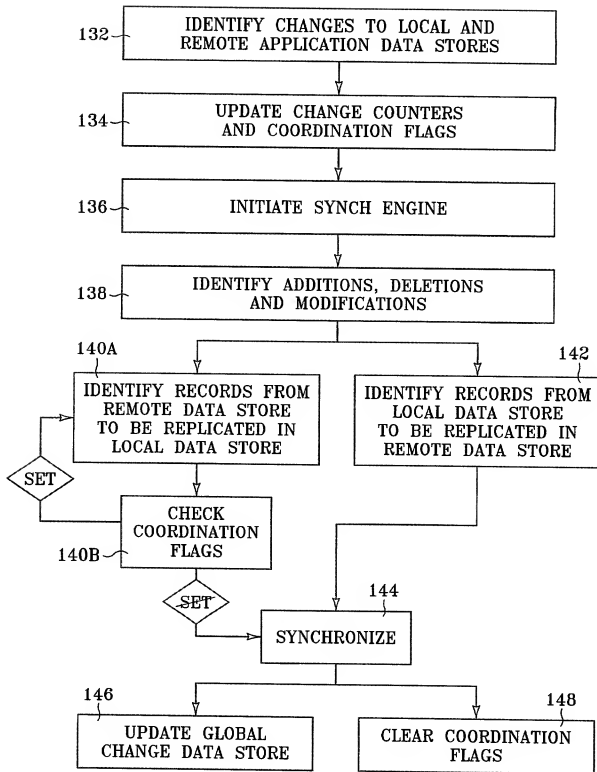 132
IDENTIFY CHANGES TO LOCAL AND
REMOTE APPLICATION DATA STORES
134
UPDATE CHANGE COUNTERS
AND COORDINATION FLAGS
136
INITIATE SYNCH ENGINE
138
IDENTIFY ADDITIONS, DELETIONS
AND MODIFICATIONS
140A
IDENTIFY RECORDS FROM
REMOTE DATA STORE
TO BE REPLICATED IN
LOCAL DATA STORE
142
IDENTIFY RECORDS FROM
LOCAL DATA STORE
TO BE REPLICATED IN
REMOTE DATA STORE
SET
CHECK
COORDINATION
FLAGS
140B
SET
144
SYNCHRONIZE
146
UPDATE GLOBAL
CHANGE DATA STORE
148
CLEAR COORDINATION
FLAGS